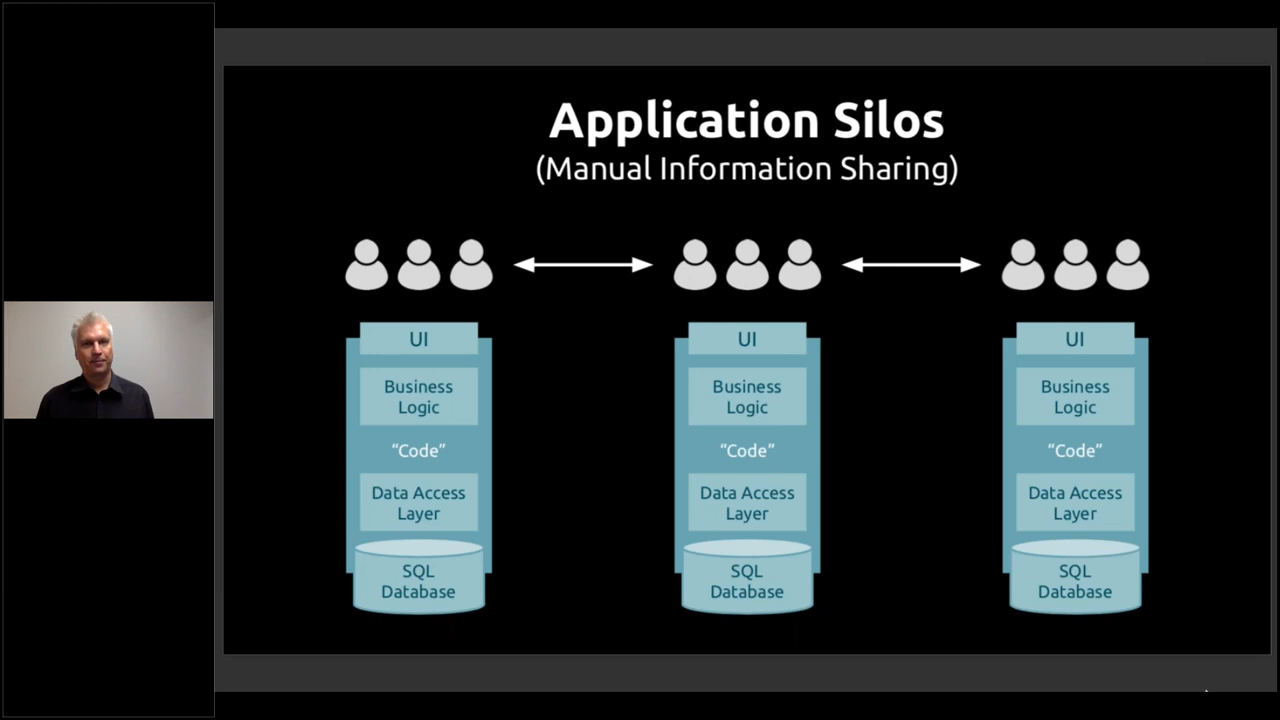 Application Silos
(Manual Information Sharing)
UI
Business
Logic
“Code”
Data Access
Layer
SQL
Database
UI
Business
Logic
“Code”
Data Access
Layer
SQL
Database
UI
Business
Logic
“Code”
Data Access
Layer
SQL
Database